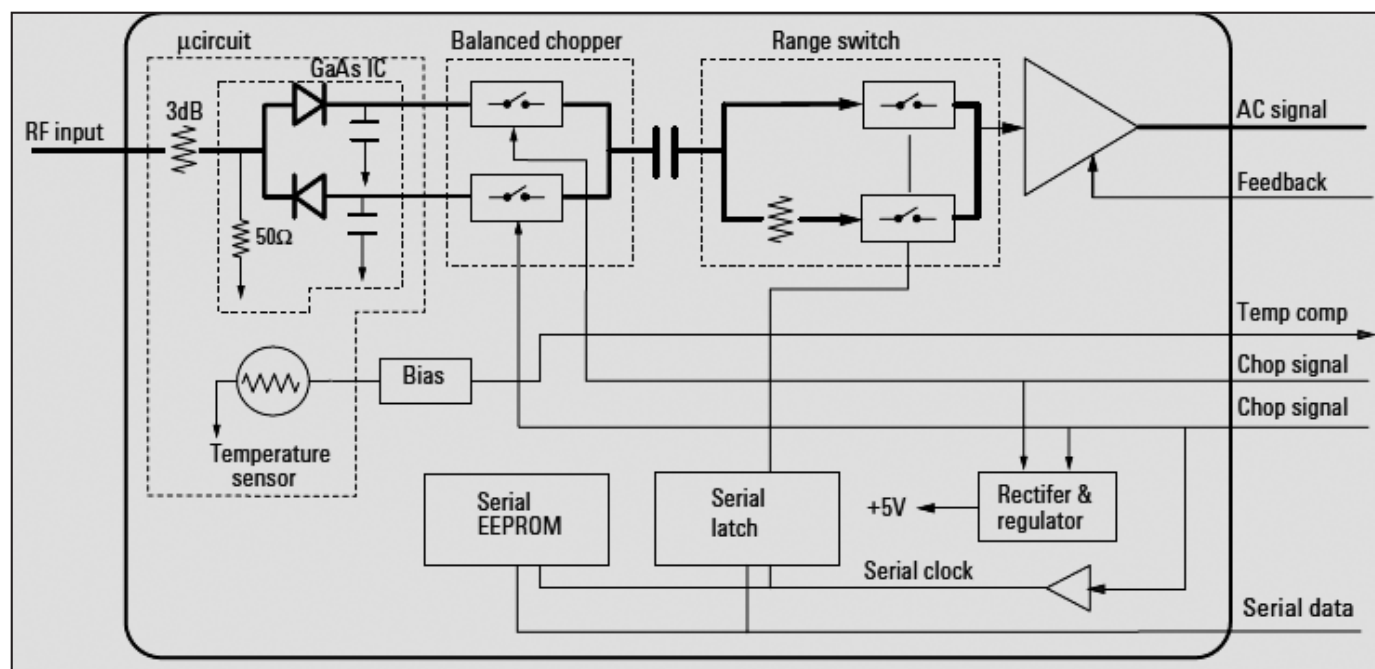 μcircuit
Balanced chopper
Range switch
GaAs IC
3dB
RF input
AC signal
Feedback
50Ω
Temp comp
Bias
Chop signal
Chop signal
Temperature
sensor
Serial
EEPROM
Serial
latch
+5V
Rectifer &
regulator
Serial clock
Serial data